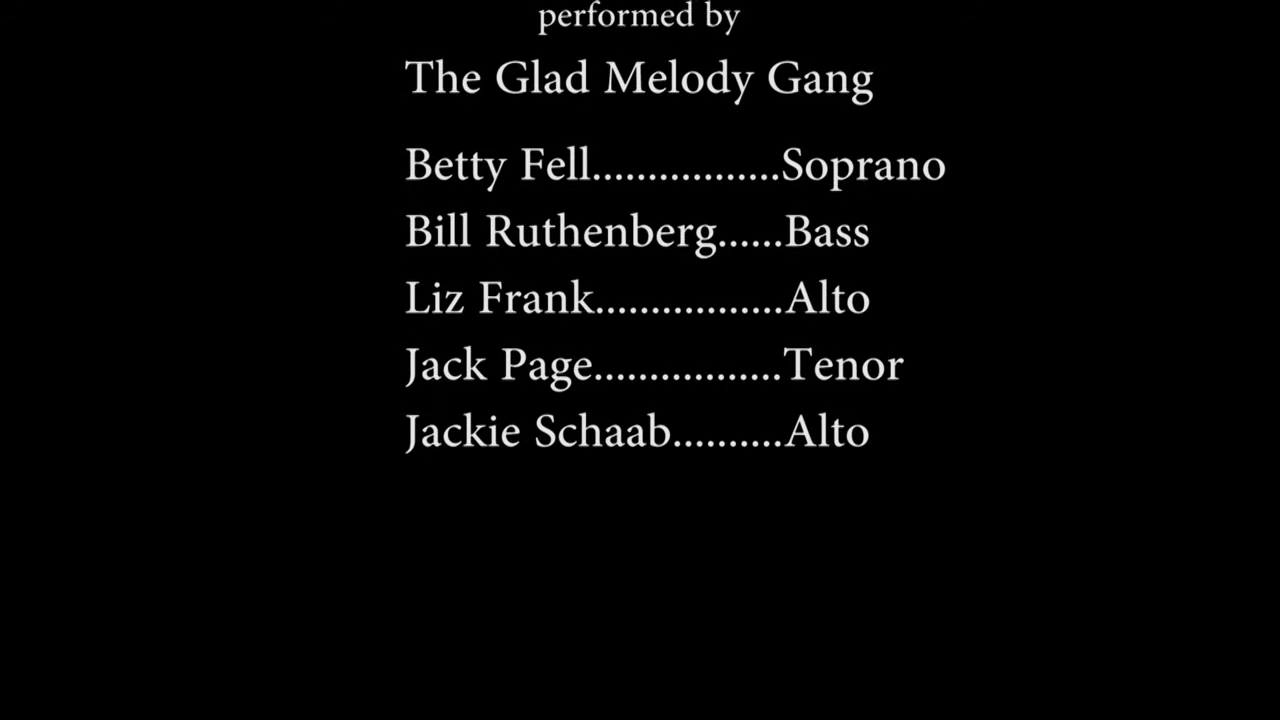 performed by
The Glad Melody Gang
Betty Fell.................Soprano
Bill Ruthenberg......Bass
Liz Frank.................Alto
Jack Page.................Tenor
Jackie Schaab..........Alto